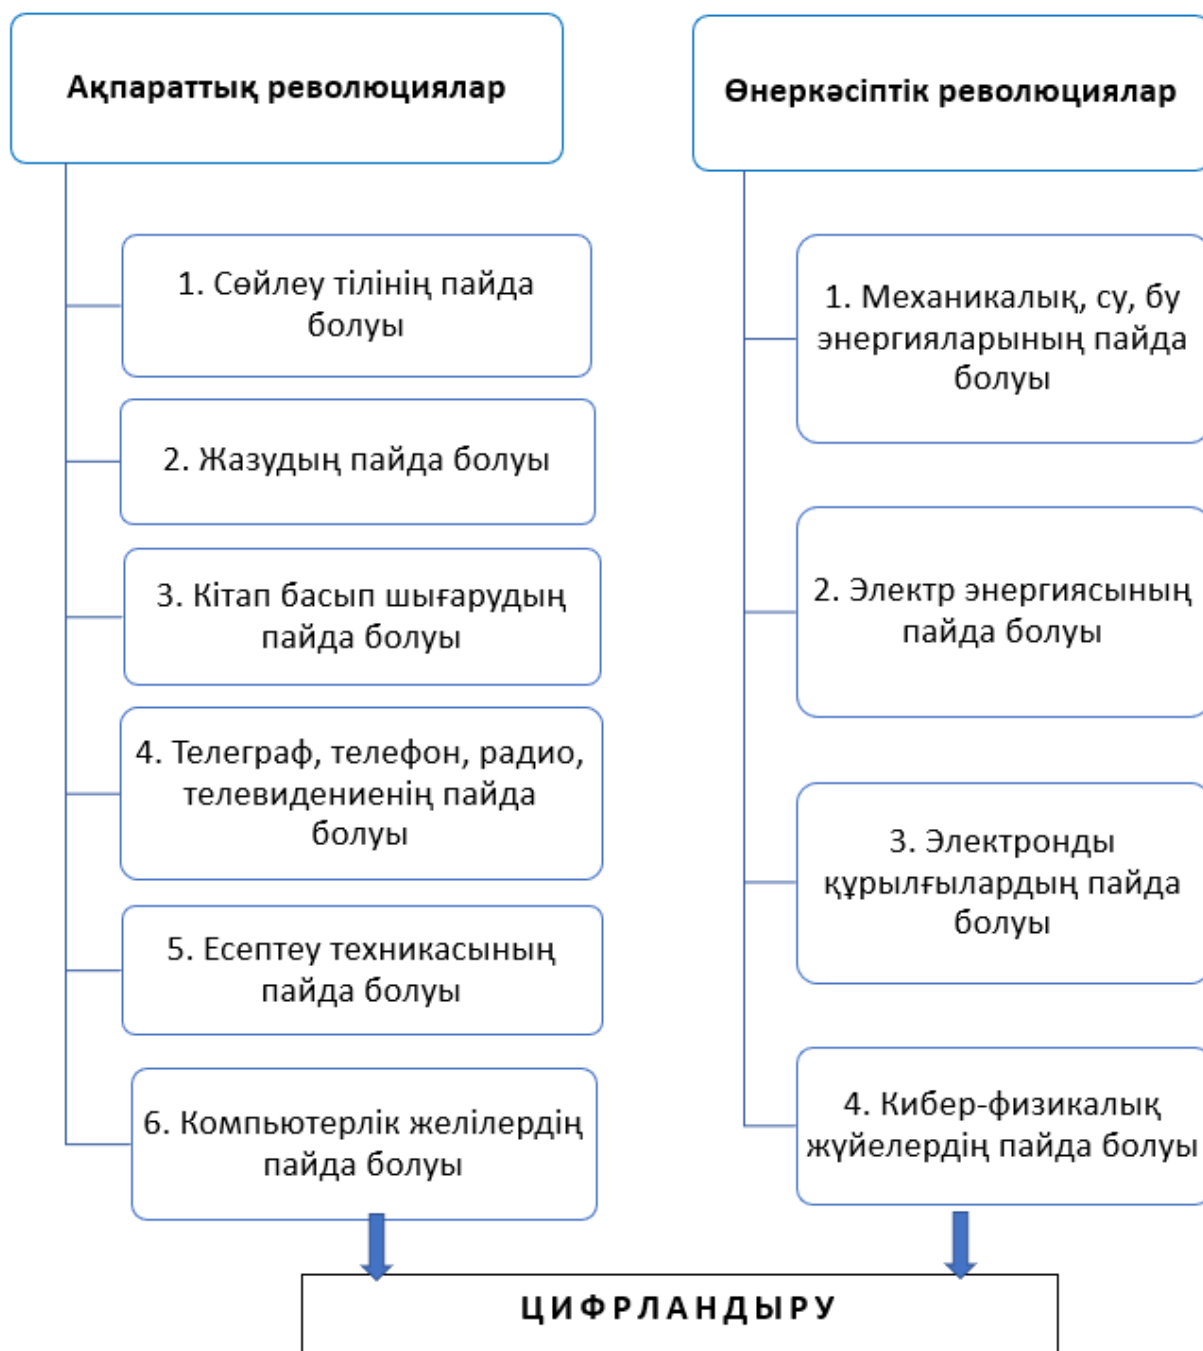 Ақпараттық революциялар
1. Сөйлеу тілінің пайда
болуы
2. Жазудың пайда болуы
3. Кітап басып шығарудың
пайда болуы
4. Телеграф, телефон, радио,
телевидениенің пайда
болуы
5. Есептеу техникасының
пайда болуы
6. Компьютерлік желілердің
пайда болуы
Өнеркәсіптік революциялар
1. Механикалық, су, бу
энергияларының пайда
болуы
2. Электр энергиясының
пайда болуы
3. Электронды
құрылғылардың пайда
болуы
4. Кибер-физикалық
жүйелердің пайда болуы
ЦИФРЛАНДЫРУ